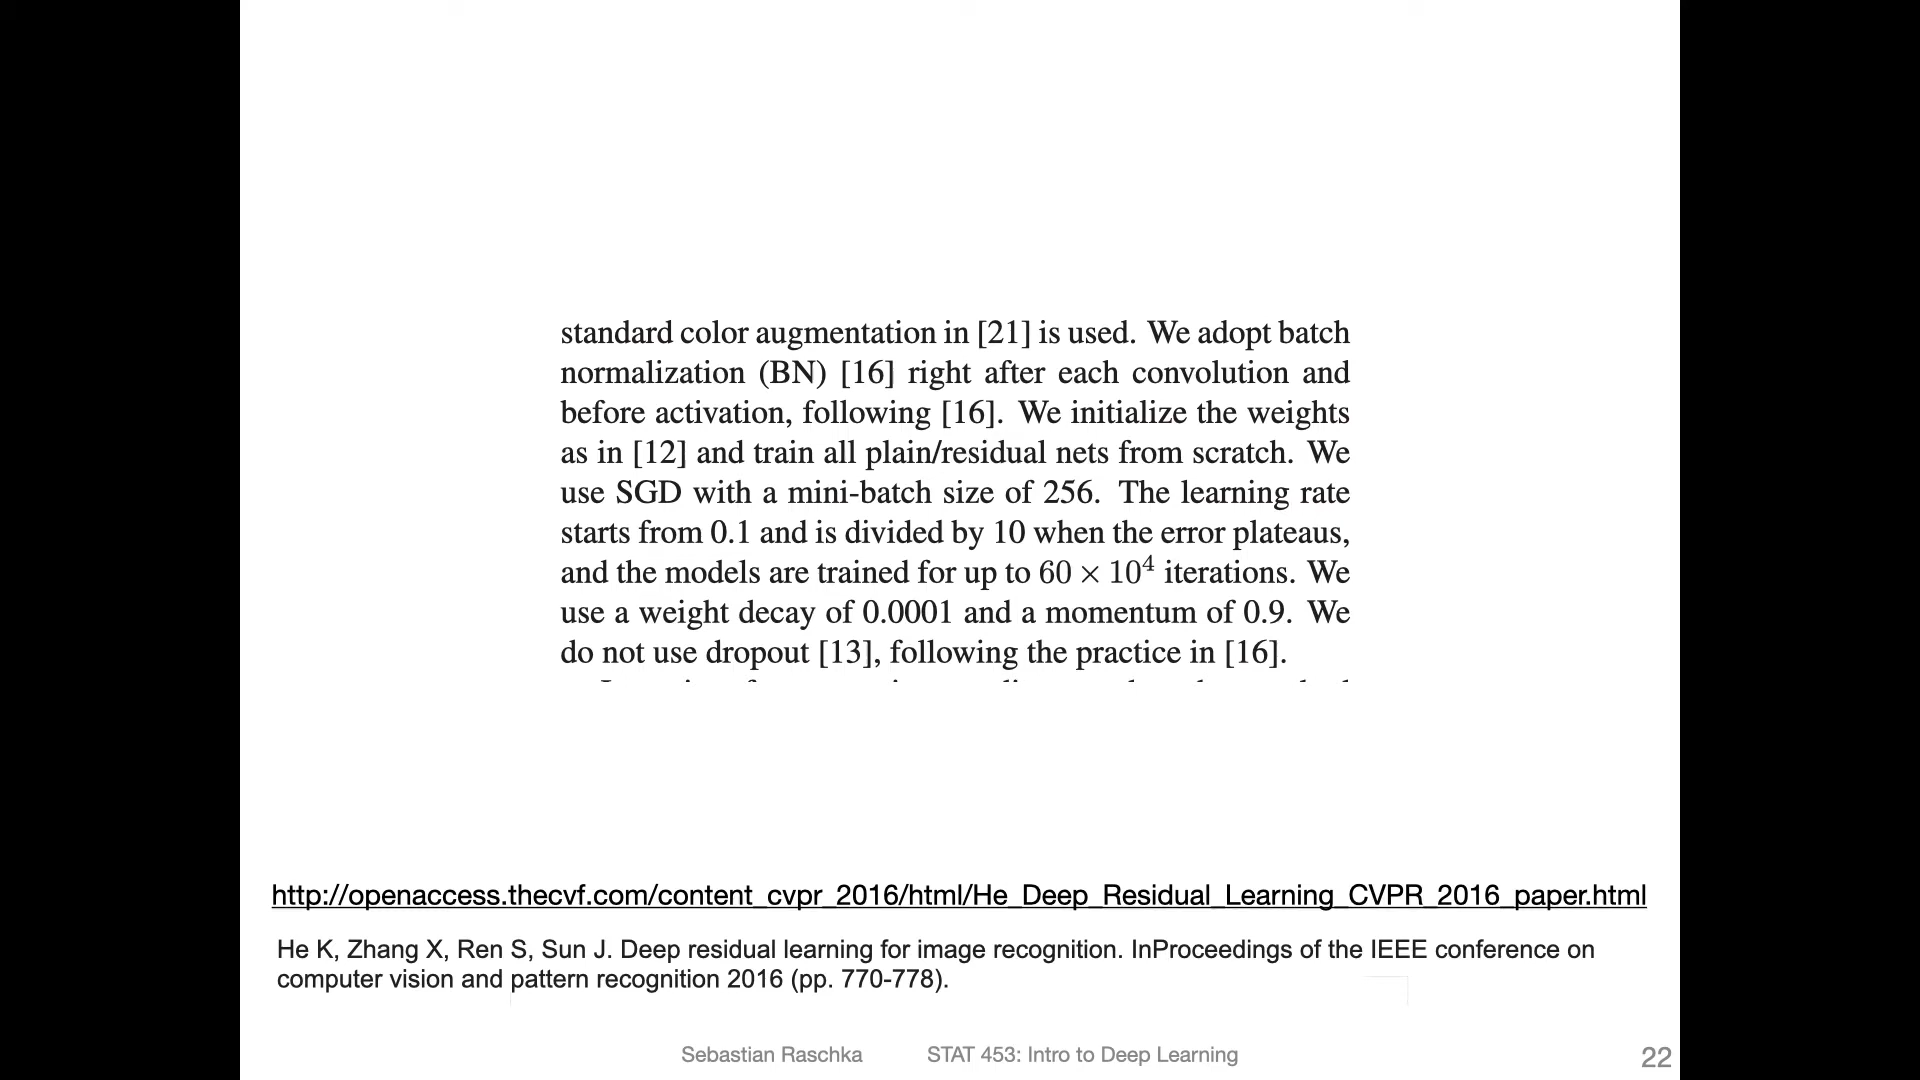 standard color augmentation in [21] is used. We adopt batch
normalization (BN) [16] right after each convolution and
before activation, following [16]. We initialize the weights
as in [12] and train all plain/residual nets from scratch. We
use SGD with a mini-batch size of 256. The learning rate
starts from 0.1 and is divided by 10 when the error plateaus,
and the models are trained for up to 60 × 10⁴ iterations. We
use a weight decay of 0.0001 and a momentum of 0.9. We
do not use dropout [13], following the practice in [16].
http://openaccess.thecvf.com/content_cvpr_2016/html/He_Deep_Residual_Learning_CVPR_2016_paper.html
He K, Zhang X, Ren S, Sun J. Deep residual learning for image recognition. InProceedings of the IEEE conference on
computer vision and pattern recognition 2016 (pp. 770-778).
Sebastian Raschka STAT 453: Intro to Deep Learning 22